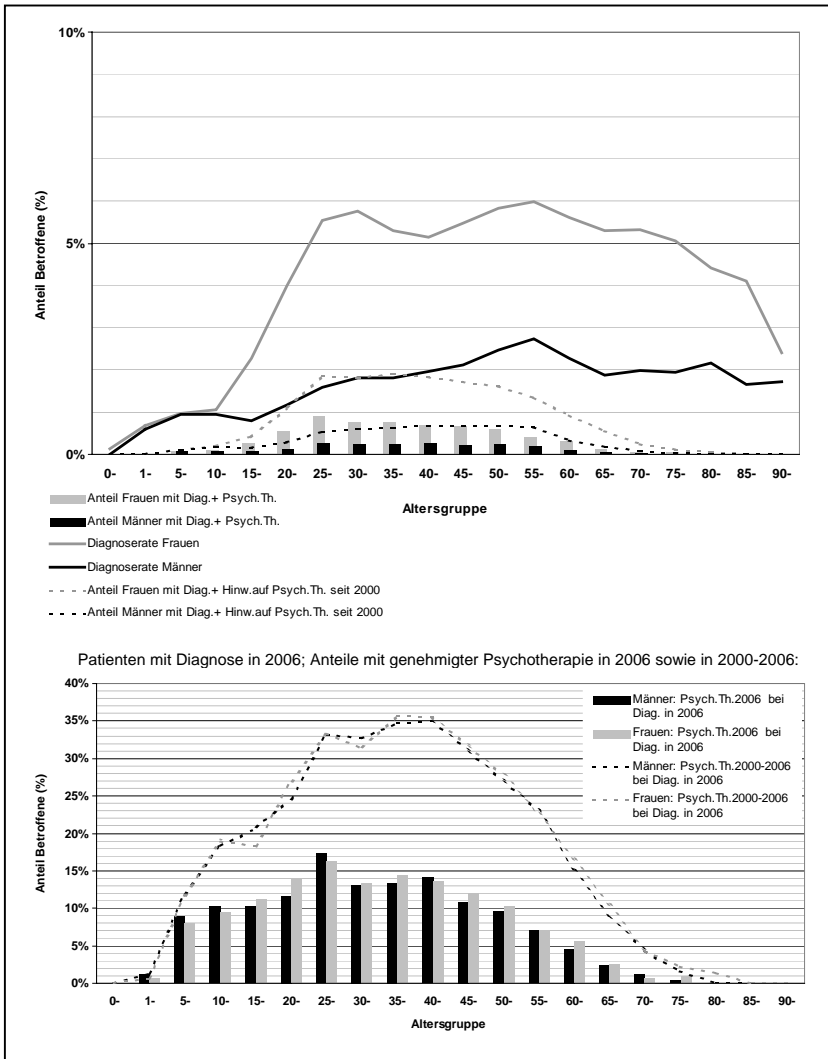 10%
5%
0%
Anteil Betroffene (%)
0- 1- 5- 10- 15- 20- 25- 30- 35- 40- 45- 50- 55- 60- 65- 70- 75- 80- 85- 90-
Altersgruppe
Anteil Frauen mit Diag.+ Psych.Th.
Anteil Männer mit Diag.+ Psych.Th.
Diagnoserate Frauen
Diagnoserate Männer
Anteil Frauen mit Diag.+ Hinw.auf Psych.Th. seit 2000
Anteil Männer mit Diag.+ Hinw.auf Psych.Th. seit 2000
Patienten mit Diagnose in 2006; Anteile mit genehmigter Psychotherapie in 2006 sowie in 2000-2006:
40%
35%
30%
25%
20%
15%
10%
5%
0%
Anteil Betroffene (%)
Männer: Psych.Th.2006 bei
Diag. in 2006
Frauen: Psych.Th.2006 bei
Diag. in 2006
Männer: Psych.Th.2000-2006
bei Diag. in 2006
Frauen: Psych.Th.2000-2006
bei Diag. in 2006
0- 1- 5- 10- 15- 20- 25- 30- 35- 40- 45- 50- 55- 60- 65- 70- 75- 80- 85- 90-
Altersgruppe